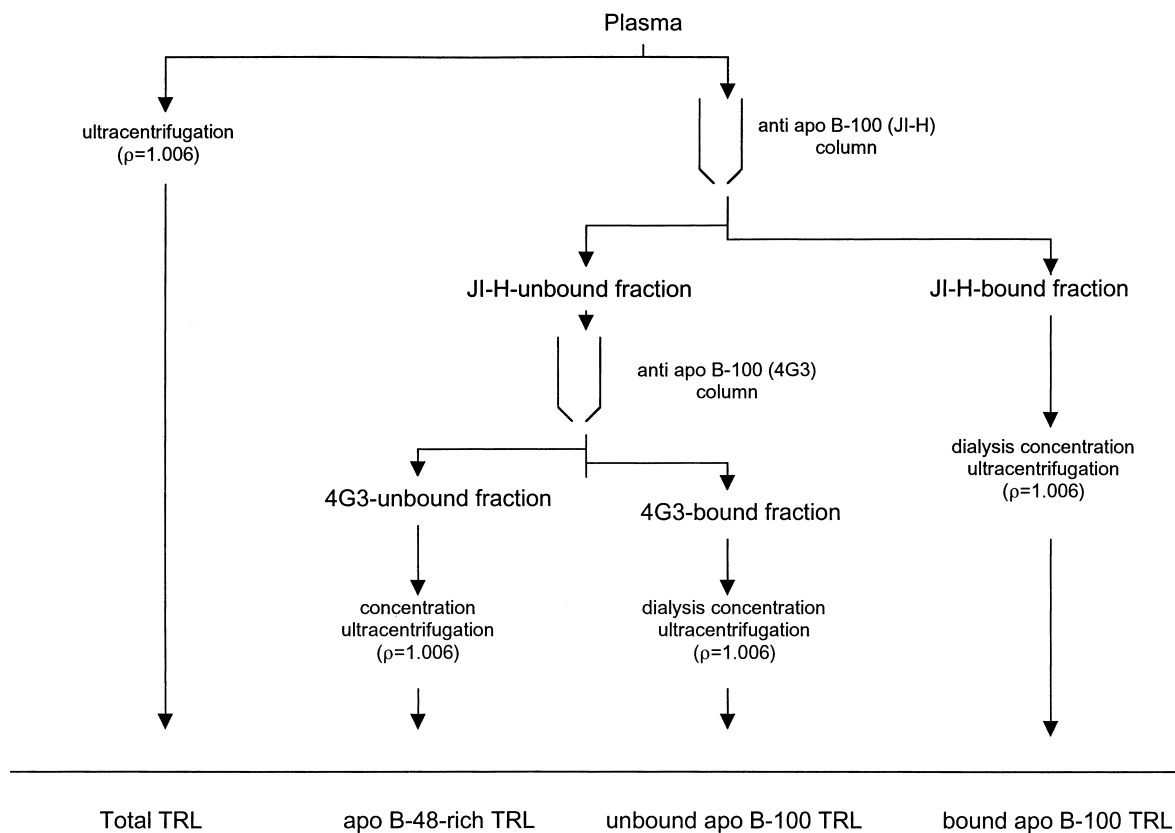 Plasma
ultracentrifugation
(ρ=1.006)
anti apo B-100 (JI-H)
column
JI-H-unbound fraction
JI-H-bound fraction
anti apo B-100 (4G3)
column
dialysis concentration
ultracentrifugation
(ρ=1.006)
4G3-unbound fraction
4G3-bound fraction
concentration
ultracentrifugation
(ρ=1.006)
dialysis concentration
ultracentrifugation
(ρ=1.006)
Total TRL
apo B-48-rich TRL
unbound apo B-100 TRL
bound apo B-100 TRL